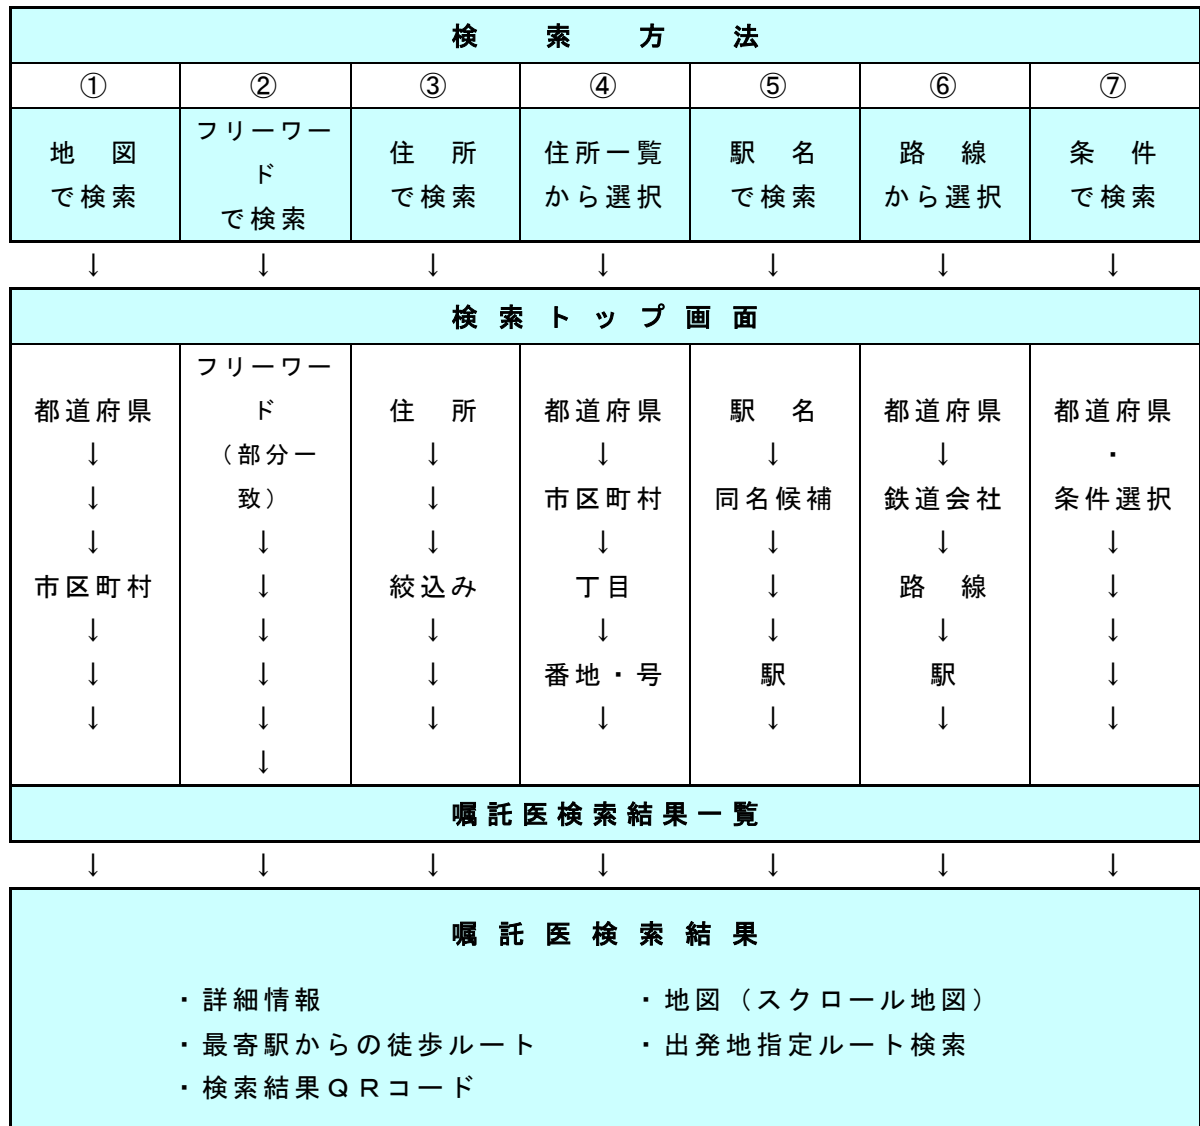 検索方法
① ② ③ ④ ⑤ ⑥ ⑦
地図
で検索
フリーワー
ド
で検索
住所
で検索
住所一覧
から選択
駅名
で検索
路線
から選択
条件
で検索
↓ ↓ ↓ ↓ ↓ ↓ ↓
検索トップ画面
都道府県
↓
↓
↓
市区町村
↓
↓
↓
フリーワー
ド
（部分一
致）
↓
↓
↓
↓
↓
↓
住所
↓
↓
↓
絞込み
↓
↓
↓
都道府県
↓
市区町村
↓
丁目
↓
番地・号
↓
駅名
↓
同名候補
↓
↓
↓
駅
↓
都道府県
↓
鉄道会社
↓
路線
↓
駅
↓
都道府県
・
条件選択
↓
↓
↓
↓
↓
嘱託医検索結果一覧
↓ ↓ ↓ ↓ ↓ ↓ ↓
嘱託医検索結果
・詳細情報
・地図（スクロール地図）
・最寄駅からの徒歩ルート
・出発地指定ルート検索
・検索結果ＱＲコード